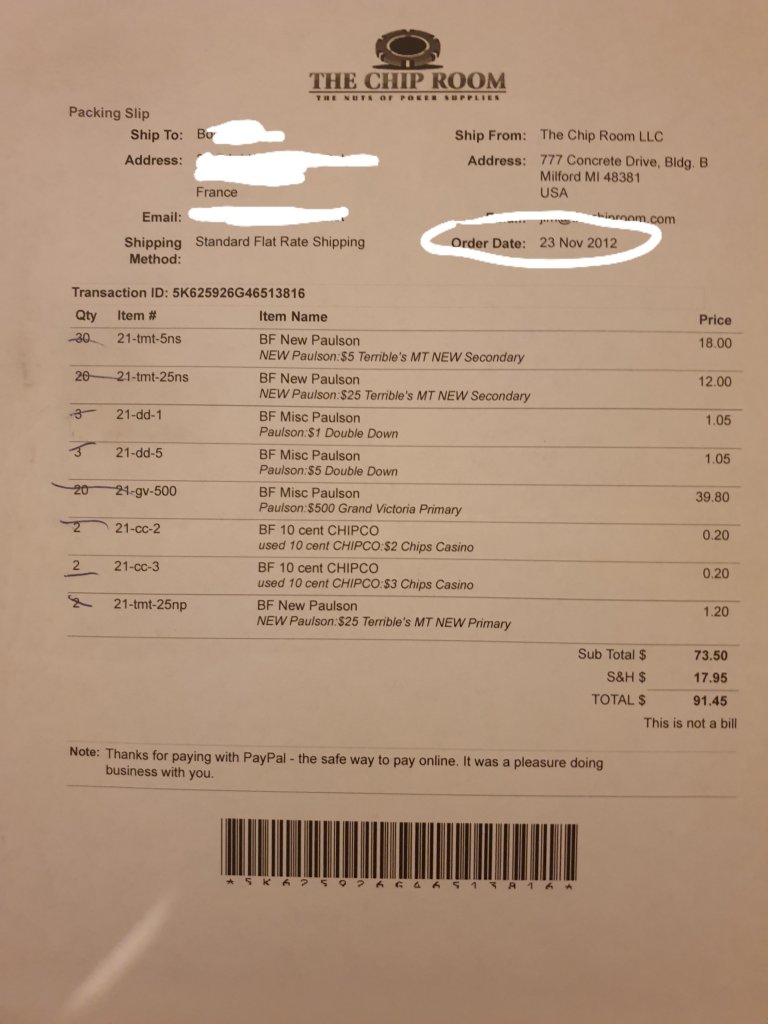 THE CHIP ROOM
THE NUTS OF POKER SUPPLIES
Packing Slip
Ship To:
Address:
France
Email:
Shipping Method: Standard Flat Rate Shipping
Ship From: The Chip Room LLC
Address: 777 Concrete Drive, Bldg. B
Milford MI 48381
USA
Order Date: 23 Nov 2012
Transaction ID: 5K625926G46513816
Qty Item # Item Name Price
30 21-tmt-5ns BF New Paulson 18.00
NEW Paulson:$5 Terrible's MT NEW Secondary
20 21-tmt-25ns BF New Paulson 12.00
NEW Paulson:$25 Terrible's MT NEW Secondary
3 21-dd-1 BF Misc Paulson 1.05
Paulson:$1 Double Down
3 21-dd-5 BF Misc Paulson 1.05
Paulson:$5 Double Down
20 21-gv-500 BF Misc Paulson 39.80
Paulson:$500 Grand Victoria Primary
2 21-cc-2 BF 10 cent CHIPCO 0.20
used 10 cent CHIPCO:$2 Chips Casino
2 21-cc-3 BF 10 cent CHIPCO 0.20
used 10 cent CHIPCO:$3 Chips Casino
2 21-tmt-25np BF New Paulson 1.20
NEW Paulson:$25 Terrible's MT NEW Primary
Sub Total $ 73.50
S&H $ 17.95
TOTAL $ 91.45
This is not a bill
Note: Thanks for paying with PayPal - the safe way to pay online. It was a pleasure doing
business with you.
*5K625926G46513816*